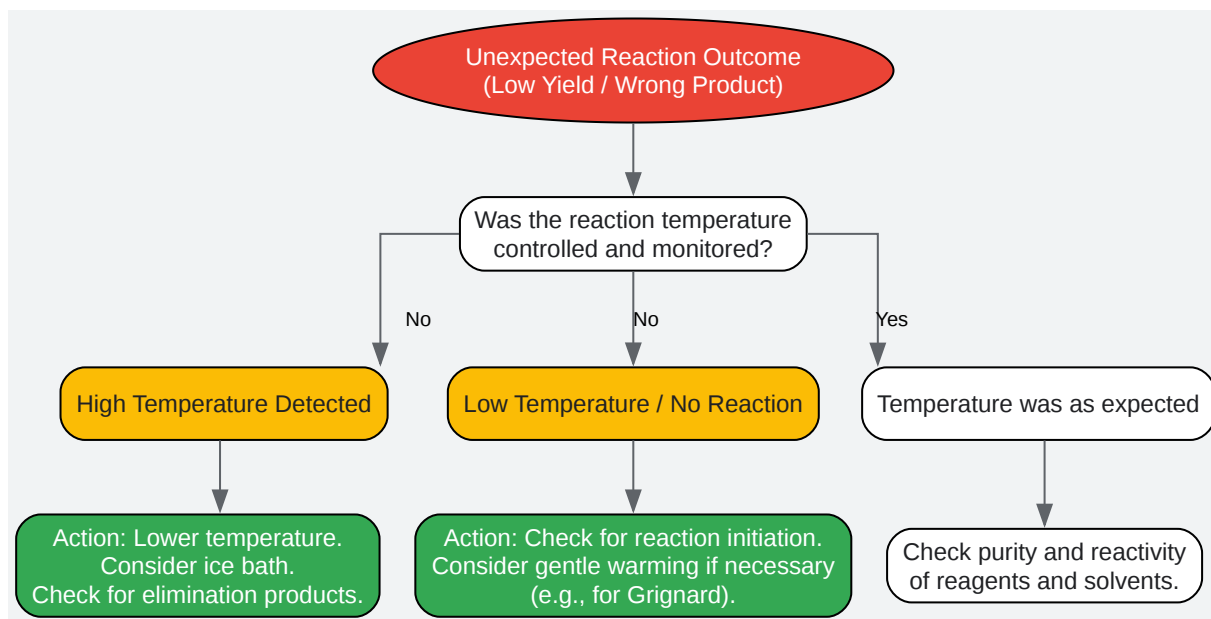 Unexpected Reaction Outcome
(Low Yield / Wrong Product)
Was the reaction temperature
controlled and monitored?
No
No
Yes
High Temperature Detected
Low Temperature / No Reaction
Temperature was as expected
Action: Lower temperature.
Consider ice bath.
Check for elimination products.
Action: Check for reaction initiation.
Consider gentle warming if necessary
(e.g., for Grignard).
Check purity and reactivity
of reagents and solvents.